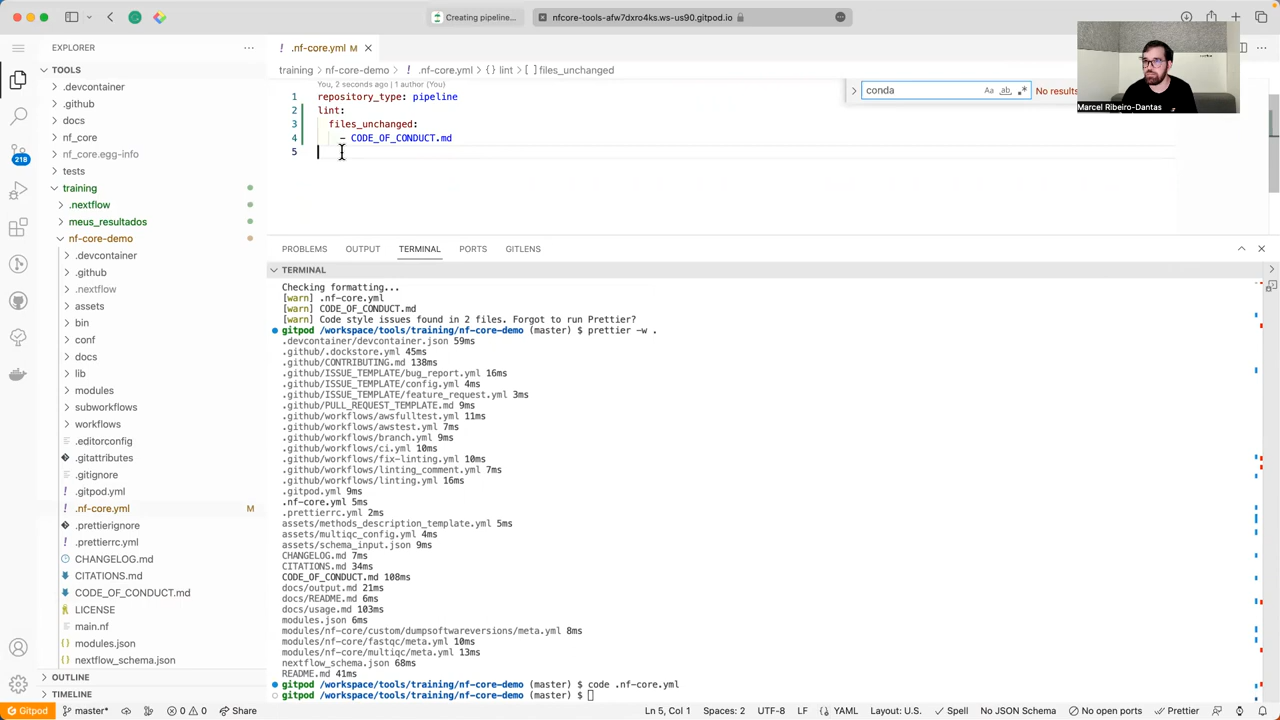 Creating pipeline...
nfcore-tools-afw7dxro4ks.ws-us90.gitpod.io
EXPLORER
.nf-core.yml M
TOOLS
training
nf-core-demo
.nf-core.yml
lint
files_unchanged
You, 2 seconds ago | 1 author (You)
conda
Aa
ab
No results
Marcel Ribeiro-Dantas
1 repository_type: pipeline
2 lint:
3 files_unchanged:
4 - CODE_OF_CONDUCT.md
5
.devcontainer
.github
docs
nf_core
nf_core.egg-info
tests
training
.nextflow
meus_resultados
nf-core-demo
.devcontainer
.github
.nextflow
assets
bin
conf
docs
lib
modules
subworkflows
workflows
.editorconfig
.gitattributes
.gitignore
.gitpod.yml
.nf-core.yml M
.prettierignore
.prettierrc.yml
CHANGELOG.md
CITATIONS.md
CODE_OF_CONDUCT.md
LICENSE
main.nf
modules.json
nextflow_schema.json
OUTLINE
TIMELINE
218
PROBLEMS OUTPUT TERMINAL PORTS GITLENS
TERMINAL
Checking formatting...
[warn] .nf-core.yml
[warn] CODE_OF_CONDUCT.md
[warn] Code style issues found in 2 files. Forgot to run Prettier?
gitpod /workspace/tools/training/nf-core-demo (master) $ prettier -w .
.devcontainer/devcontainer.json 59ms
.github/.dockstore.yml 45ms
.github/CONTRIBUTING.md 138ms
.github/ISSUE_TEMPLATE/bug_report.yml 16ms
.github/ISSUE_TEMPLATE/config.yml 4ms
.github/ISSUE_TEMPLATE/feature_request.yml 3ms
.github/PULL_REQUEST_TEMPLATE.md 9ms
.github/workflows/awsfulltest.yml 11ms
.github/workflows/awstest.yml 7ms
.github/workflows/branch.yml 9ms
.github/workflows/ci.yml 10ms
.github/workflows/fix-linting.yml 10ms
.github/workflows/linting_comment.yml 7ms
.github/workflows/linting.yml 16ms
.gitpod.yml 9ms
.nf-core.yml 5ms
.prettierrc.yml 2ms
assets/methods_description_template.yml 5ms
assets/multiqc_config.yml 4ms
assets/schema_input.json 9ms
CHANGELOG.md 7ms
CITATIONS.md 34ms
CODE_OF_CONDUCT.md 108ms
docs/output.md 21ms
docs/README.md 6ms
docs/usage.md 103ms
modules.json 6ms
modules/nf-core/custom/dumpsoftwareversions/meta.yml 8ms
modules/nf-core/fastqc/meta.yml 10ms
modules/nf-core/multiqc/meta.yml 13ms
nextflow_schema.json 68ms
README.md 41ms
gitpod /workspace/tools/training/nf-core-demo (master) $ code .nf-core.yml
gitpod /workspace/tools/training/nf-core-demo (master) $
Gitpod master* 0 0 Share Ln 5, Col 1 Spaces: 2 UTF-8 LF YAML Layout: U.S. Spell No JSON Schema No open ports Prettier